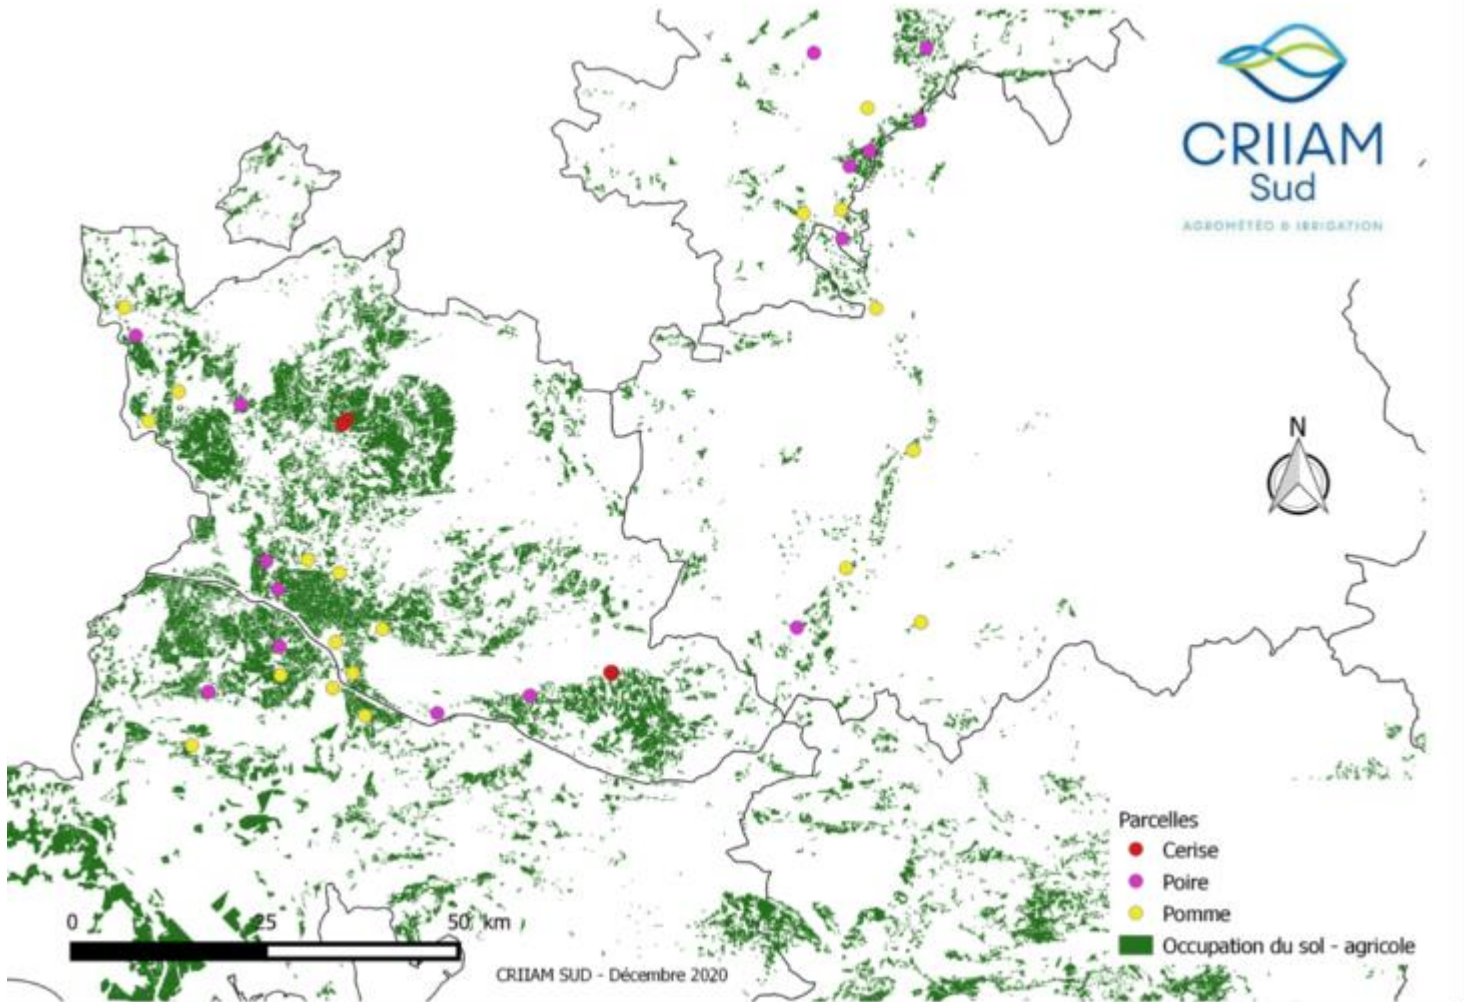 CRIIAM
Sud
AGROMÉTÉO & IRRIGATION
N
Parcelles
Cerise
Poire
Pomme
Occupation du sol - agricole
0 25 50 km
CRIIAM SUD - Décembre 2020